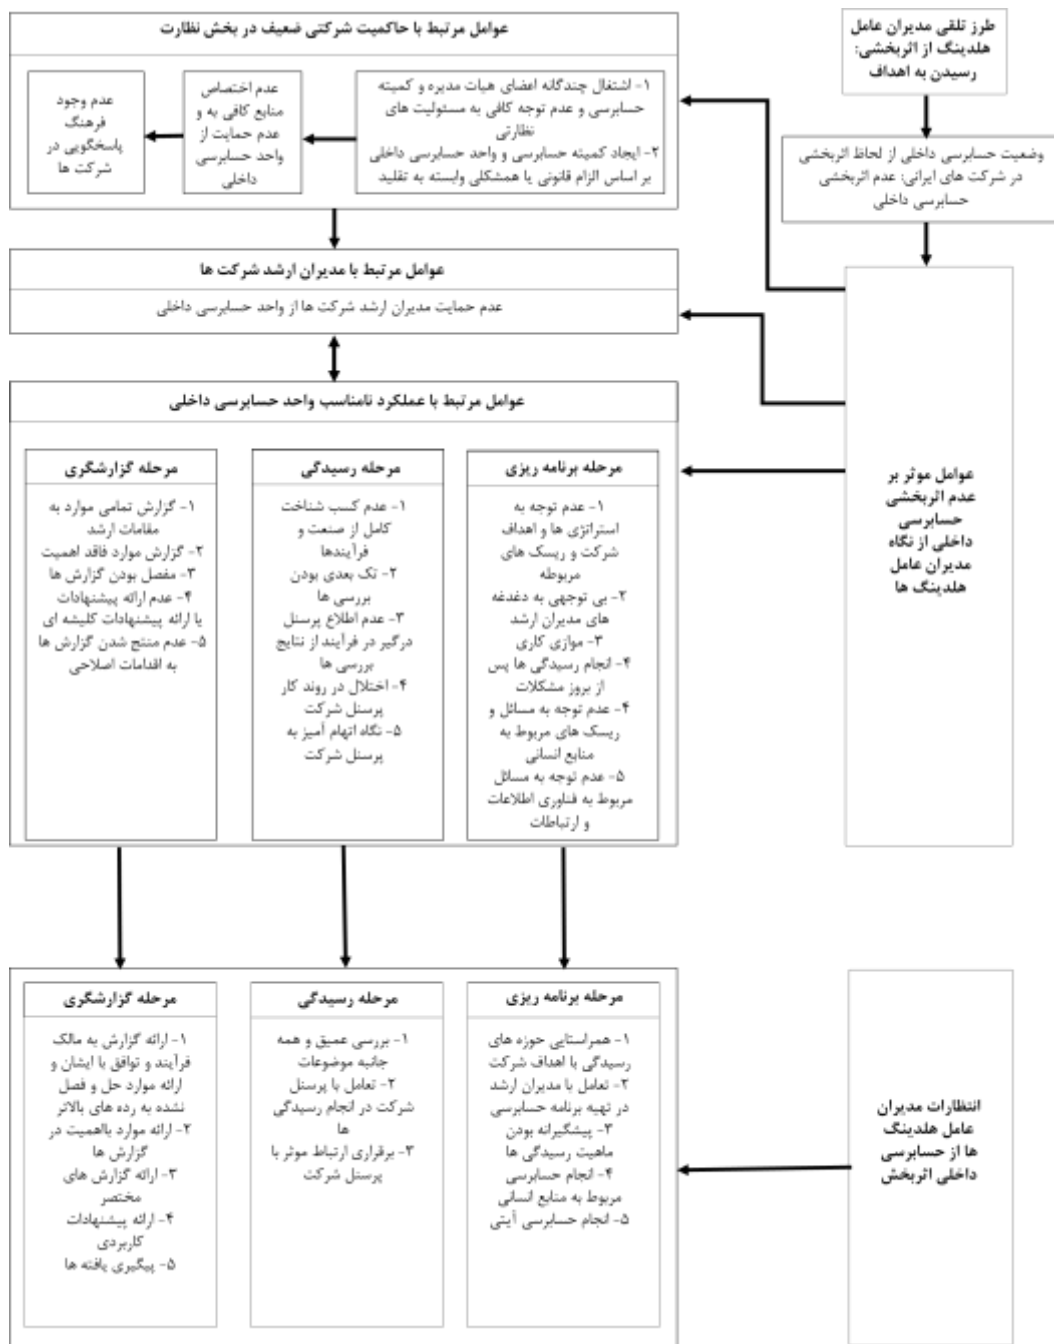 طرز تلقی مدیران عامل
هلدینگ از اثربخشی:
رسیدن به اهداف
وضعیت حسابرسی داخلی از لحاظ اثربخشی
در شرکت های ایرانی: عدم اثربخشی
حسابرسی داخلی
عوامل موثر بر
عدم اثربخشی
حسابرسی
داخلی از نگاه
مدیران عامل
هلدینگ ها
عوامل مرتبط با حاکمیت شرکتی ضعیف در بخش نظارت
۱- اشتغال چندگانه اعضای هیات مدیره و کمیته
حسابرسی و عدم توجه کافی به مسئولیت های
نظارتی
۲- ایجاد کمیته حسابرسی و واحد حسابرسی داخلی
بر اساس الزام قانونی یا همشکلی وابسته به تقلید
عدم اختصاص
منابع کافی به و
عدم حمایت از
واحد حسابرسی
داخلی
عدم وجود
فرهنگ
پاسخگویی در
شرکت ها
عوامل مرتبط با مدیران ارشد شرکت ها
عدم حمایت مدیران ارشد شرکت ها از واحد حسابرسی داخلی
عوامل مرتبط با عملکرد نامناسب واحد حسابرسی داخلی
مرحله برنامه ریزی
۱- عدم توجه به
استراتژی ها و اهداف
شرکت و ریسک های
مربوطه
۲- بی توجهی به دغدغه
های مدیران ارشد
۳- موازی کاری
۴- انجام رسیدگی ها پس
از بروز مشکلات
۴- عدم توجه به مسائل و
ریسک های مربوط به
منابع انسانی
۵- عدم توجه به مسائل
مربوط به فناوری اطلاعات
و ارتباطات
مرحله رسیدگی
۱- عدم کسب شناخت
کامل از صنعت و
فرآیندها
۲- تک بعدی بودن
بررسی ها
۳- عدم اطلاع پرسنل
درگیر در فرآیند از نتایج
بررسی ها
۴- اختلال در روند کار
پرسنل شرکت
۵- نگاه اتهام آمیز به
پرسنل شرکت
مرحله گزارشگری
۱- گزارش تمامی موارد به
مقامات ارشد
۲- گزارش موارد فاقد اهمیت
۳- مفصل بودن گزارش ها
۴- عدم ارائه پیشنهادات
یا ارائه پیشنهادات کلیشه ای
۵- عدم منتج شدن گزارش ها
به اقدامات اصلاحی
انتظارات مدیران
عامل هلدینگ
ها از حسابرسی
داخلی اثربخش
مرحله برنامه ریزی
۱- همراستایی حوزه های
رسیدگی با اهداف شرکت
۲- تعامل با مدیران ارشد
در تهیه برنامه حسابرسی
۳- پیشگیرانه بودن
ماهیت رسیدگی ها
۴- انجام حسابرسی
مربوط به منابع انسانی
۵- انجام حسابرسی آیتی
مرحله رسیدگی
۱- بررسی عمیق و همه
جانبه موضوعات
۲- تعامل با پرسنل
شرکت در انجام رسیدگی
ها
۳- برقراری ارتباط موثر با
پرسنل شرکت
مرحله گزارشگری
۱- ارائه گزارش به مالک
فرآیند و توافق با ایشان و
ارائه موارد حل و فصل
نشده به رده های بالاتر
۲- ارائه موارد بااهمیت در
گزارش ها
۳- ارائه گزارش های
مختصر
۴- ارائه پیشنهادات
کاربردی
۵- پیگیری یافته ها